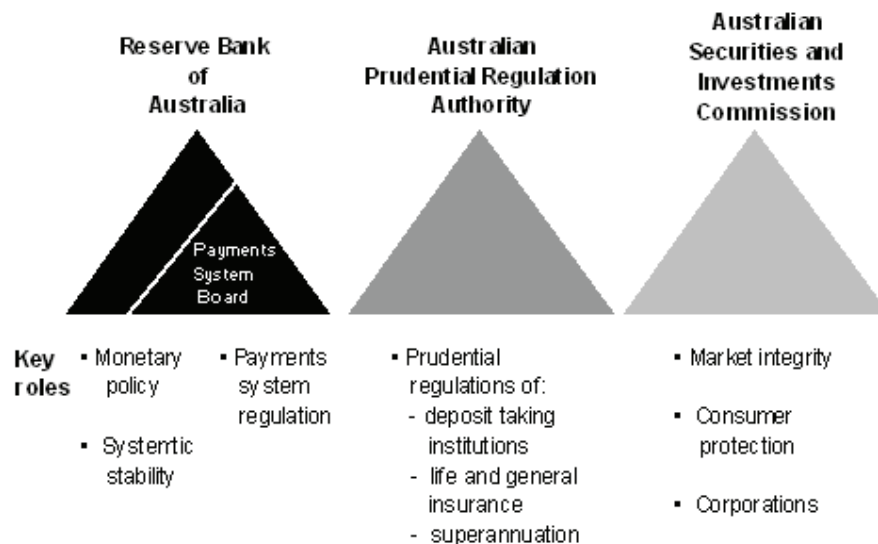 Reserve Bank
of
Australia
Australian
Prudential Regulation
Authority
Australian
Securities and
Investments
Commission
Payments
System
Board
Key
roles
▪ Monetary
policy
▪ Systemtic
stability
▪ Payments
system
regulation
▪ Prudential
regulations of:
- deposit taking
institutions
- life and general
insurance
- superannuation
▪ Market integrity
▪ Consumer
protection
▪ Corporations